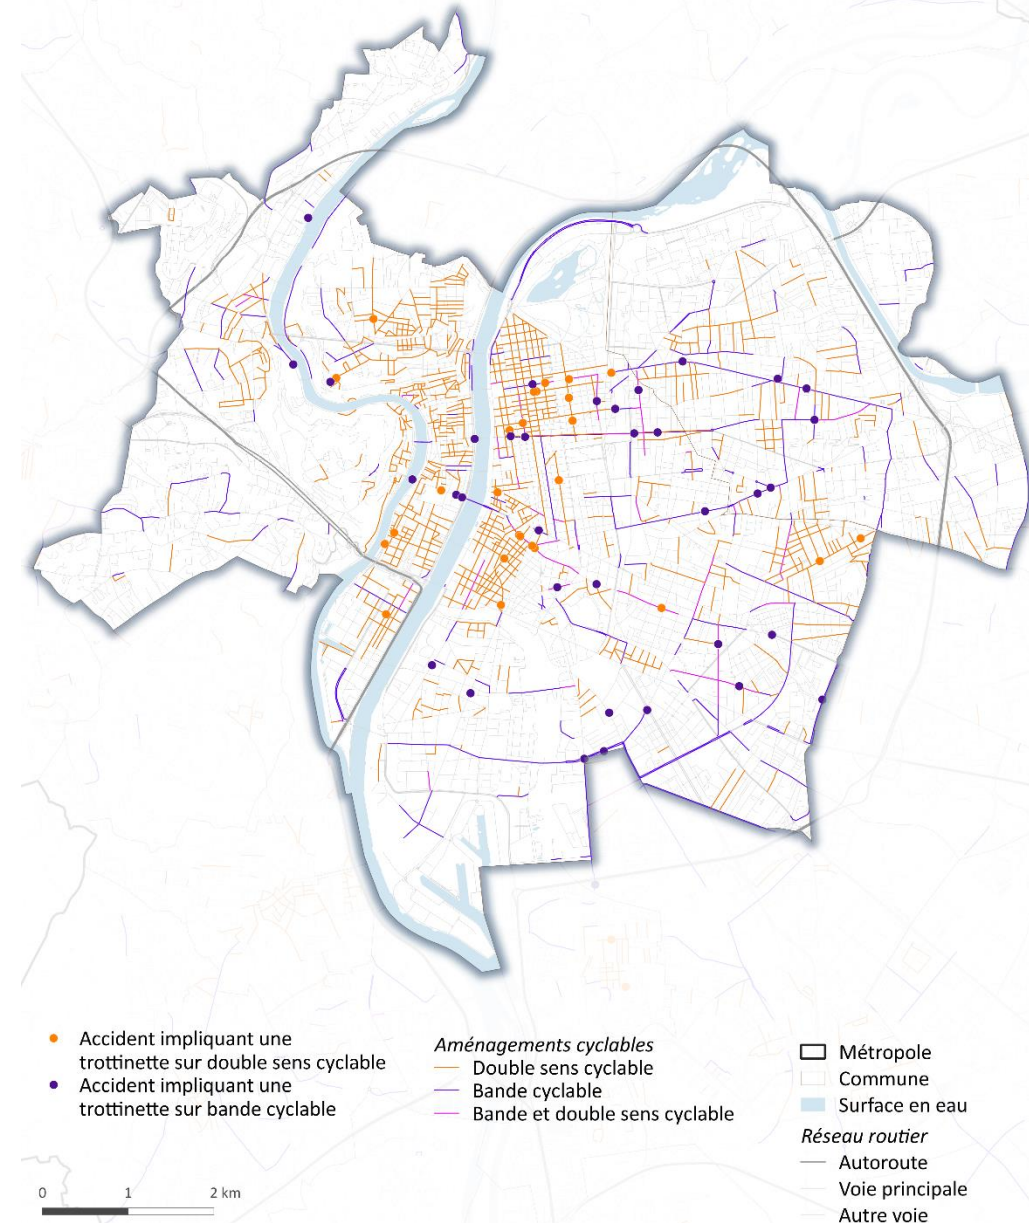 Accident impliquant une
trottinette sur double sens cyclable
Accident impliquant une
trottinette sur bande cyclable
Aménagements cyclables
Double sens cyclable
Bande cyclable
Bande et double sens cyclable
Métropole
Commune
Surface en eau
Réseau routier
Autoroute
Voie principale
Autre voie
0 1 2 km